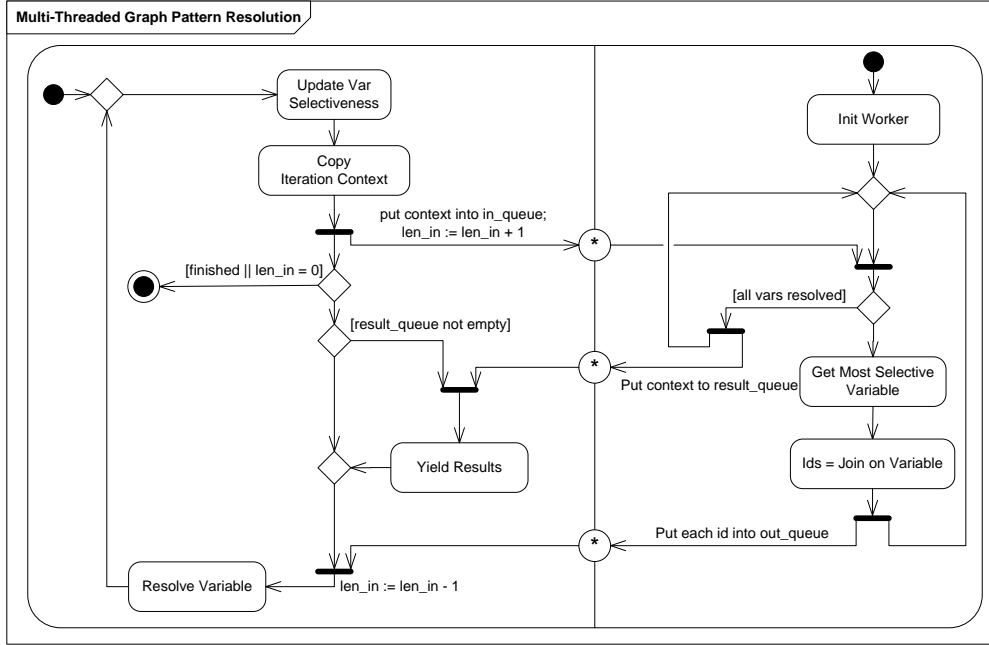 Multi-Threaded Graph Pattern Resolution
Update Var
Selectiveness
Init Worker
Copy
Iteration Context
put context into in_queue;
len_in := len_in + 1
*
[finished || len_in = 0]
[all vars resolved]
[result_queue not empty]
*
Put context to result_queue
Get Most Selective
Variable
Yield Results
Ids = Join on Variable
Put each id into out_queue
*
Resolve Variable
len_in := len_in - 1